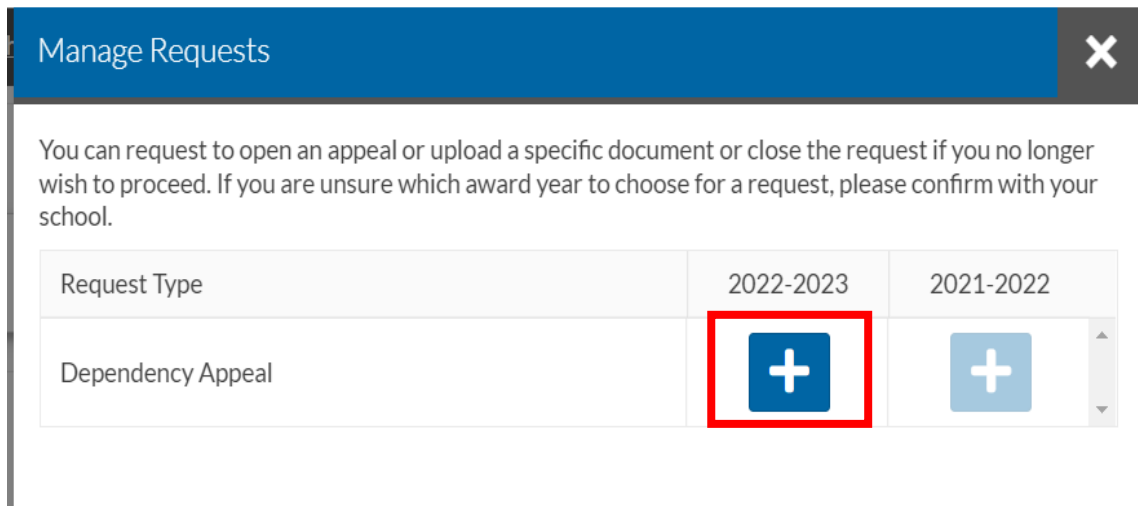 Manage Requests
You can request to open an appeal or upload a specific document or close the request if you no longer
wish to proceed. If you are unsure which award year to choose for a request, please confirm with your
school.
Request Type 2022-2023 2021-2022
Dependency Appeal